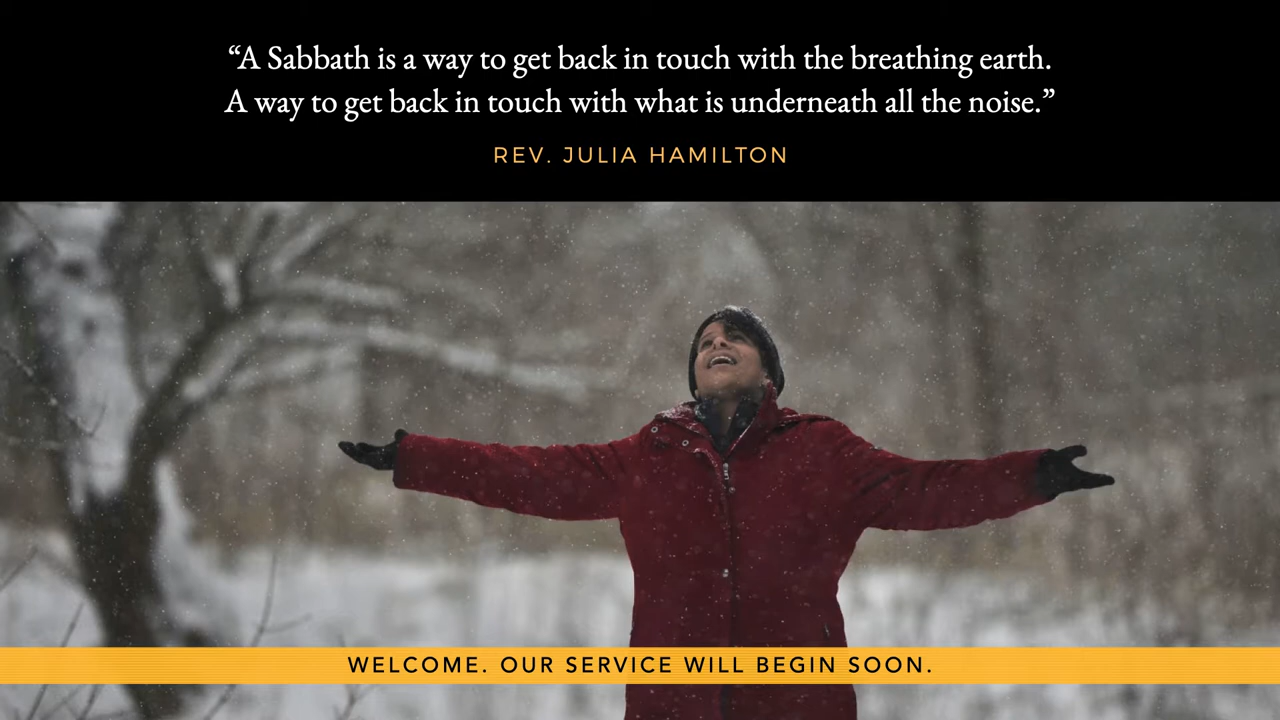 “A Sabbath is a way to get back in touch with the breathing earth.
A way to get back in touch with what is underneath all the noise.”
REV. JULIA HAMILTON
WELCOME. OUR SERVICE WILL BEGIN SOON.